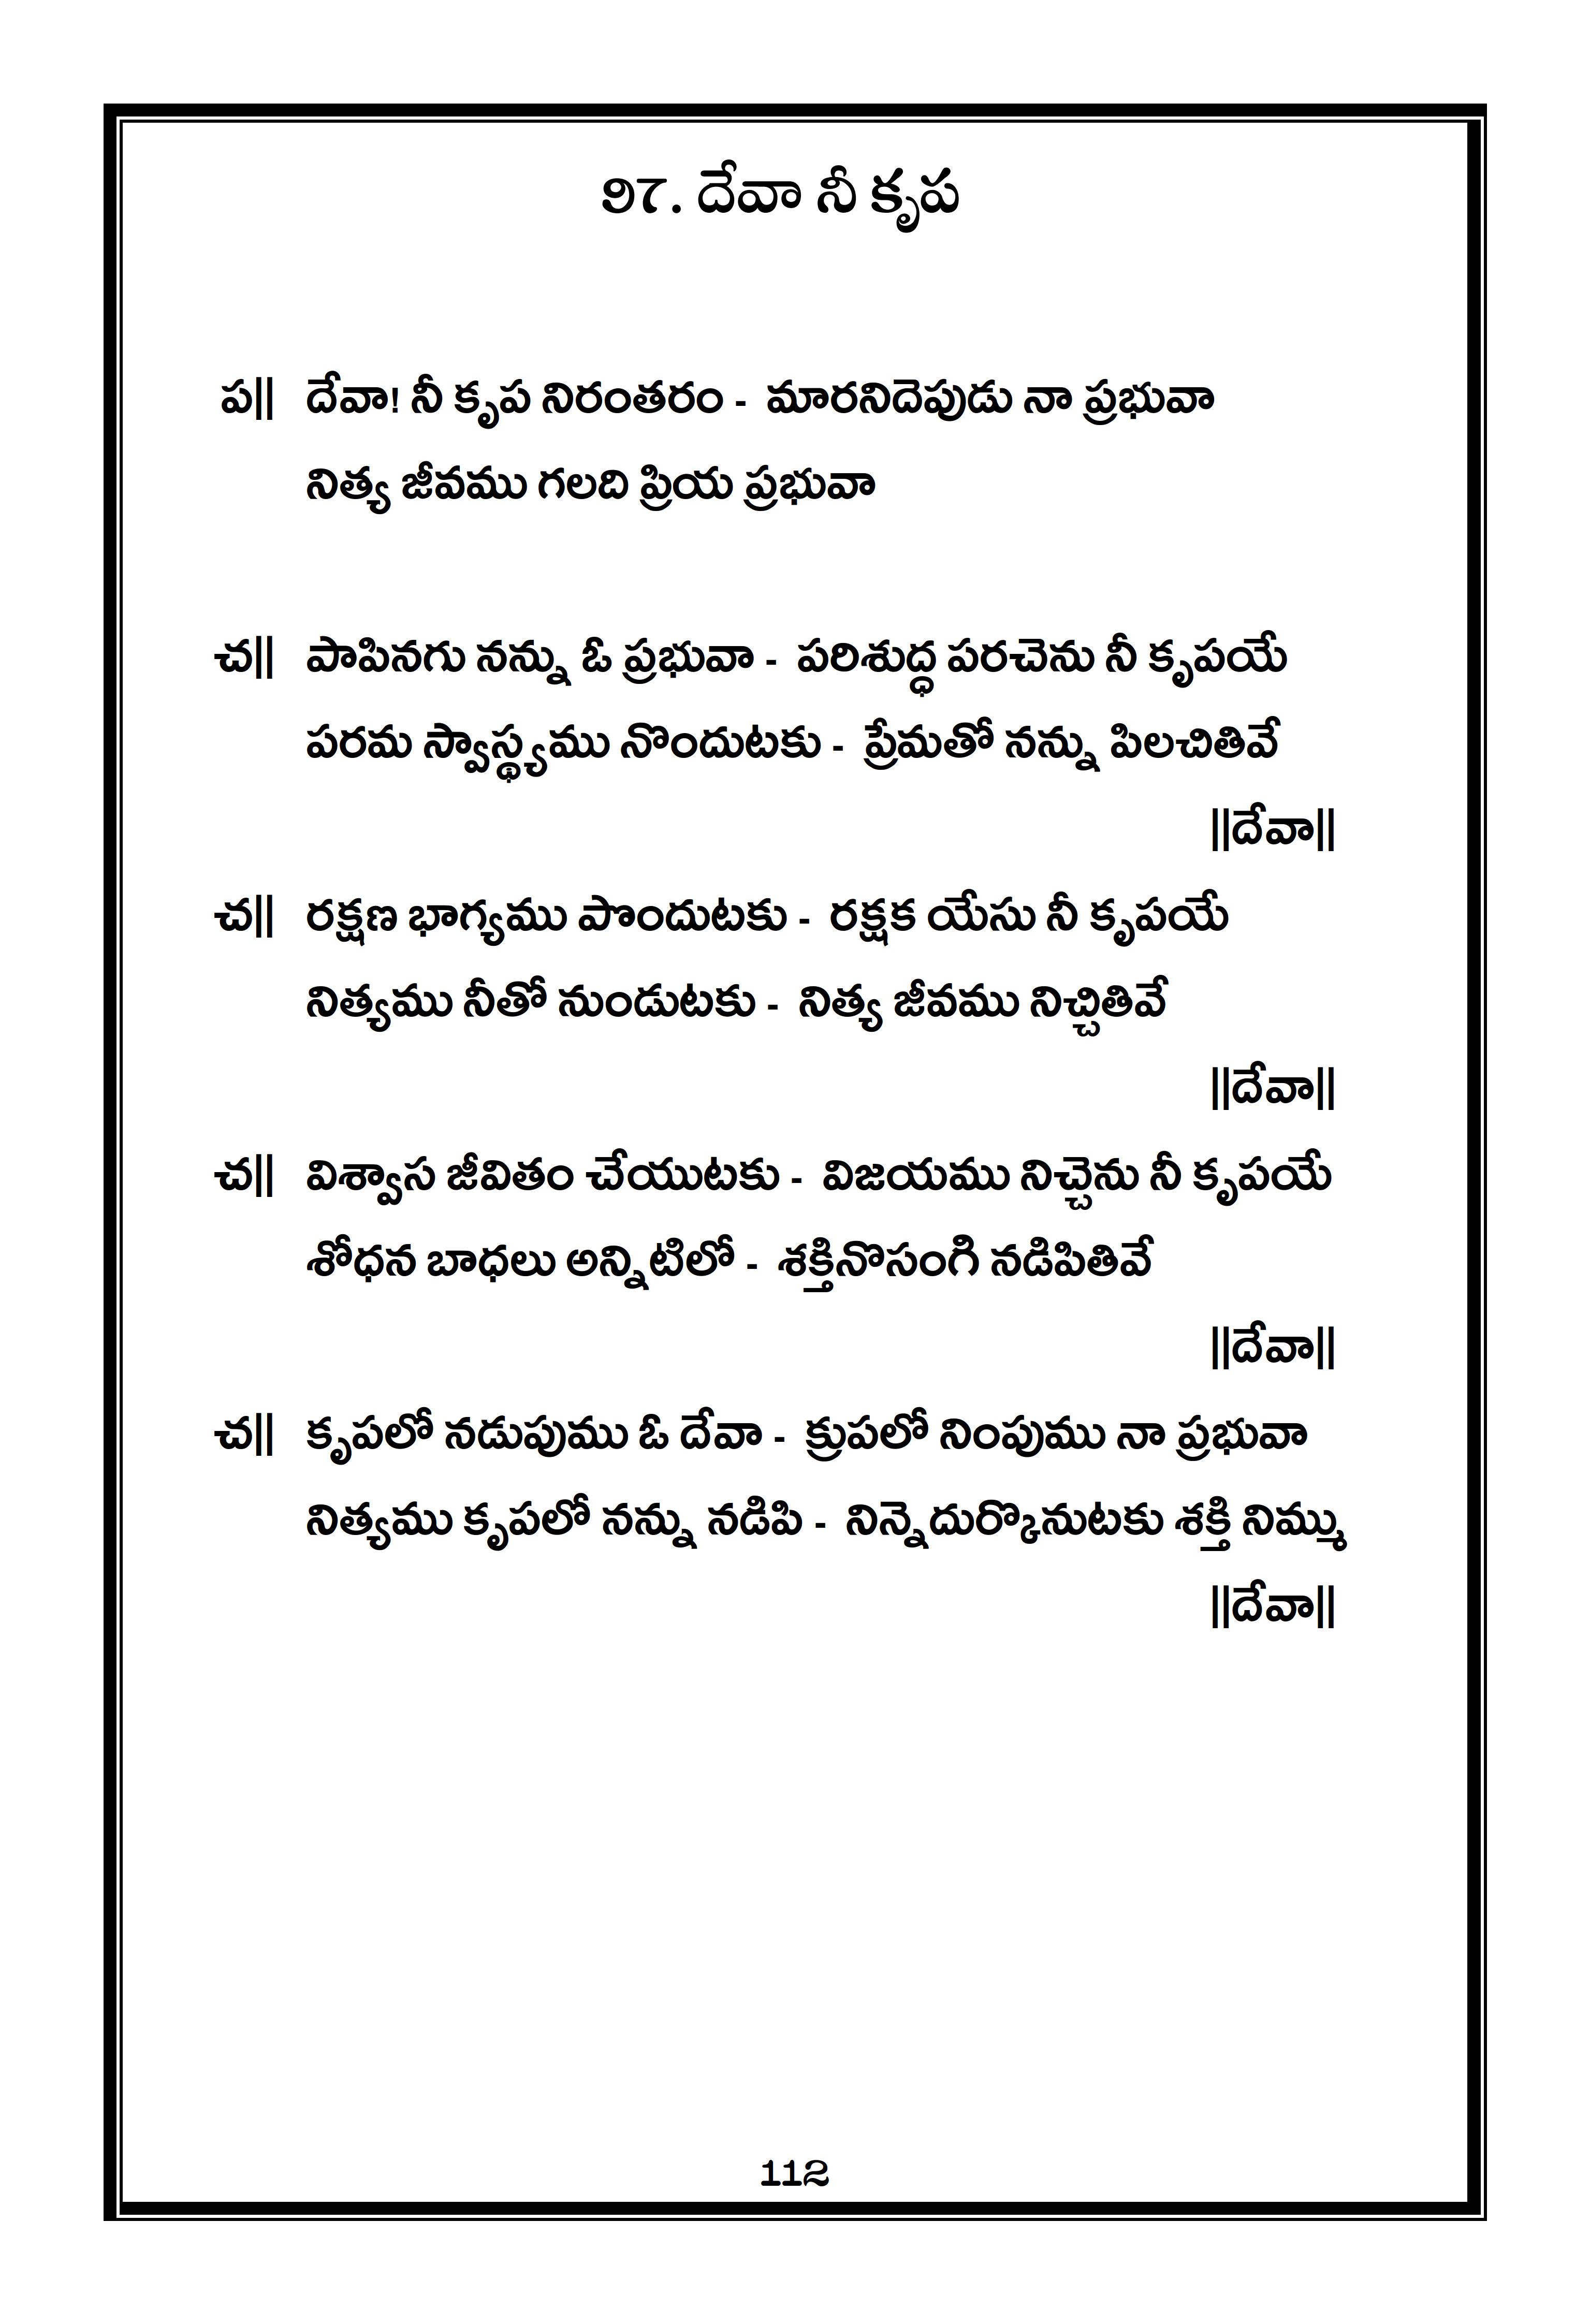 ౯౮. దేవా నీ కృప
ప|| దేవా! నీ కృప నిరంతరం - మారనిదెపుడు నా ప్రభువా
నిత్య జీవము గలది ప్రియ ప్రభువా
చ|| పాపినగు నన్ను ఓ ప్రభువా - పరిశుద్ధ పరచెను నీ కృపయే
పరమ స్వాస్థ్యము నొందుటకు - ప్రేమతో నన్ను పిలచితివే
||దేవా||
చ|| రక్షణ భాగ్యము పొందుటకు - రక్షక యేసు నీ కృపయే
నిత్యము నీతో నుండుటకు - నిత్య జీవము నిచ్చితివే
||దేవా||
చ|| విశ్వాస జీవితం చేయుటకు - విజయము నిచ్చెను నీ కృపయే
శోధన బాధలు అన్నిటిలో - శక్తినొసంగి నడిపితివే
||దేవా||
చ|| కృపలో నడుపుము ఓ దేవా - క్రుపలో నింపుము నా ప్రభువా
నిత్యము కృపలో నన్ను నడిపి - నిన్నెదుర్కొనుటకు శక్తి నిమ్ము
||దేవా||
112